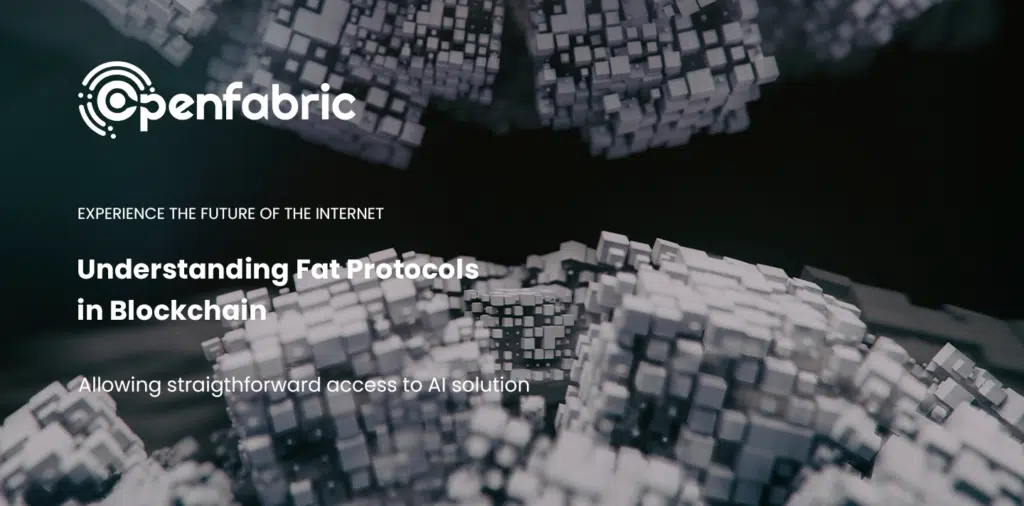 Openfabric
EXPERIENCE THE FUTURE OF THE INTERNET
Understanding Fat Protocols
in Blockchain
Allowing straigthforward access to AI solution